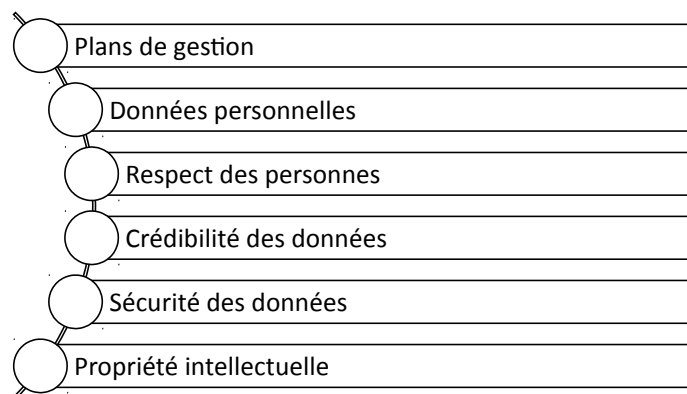 Plans de gestion
Données personnelles
Respect des personnes
Crédibilité des données
Sécurité des données
Propriété intellectuelle